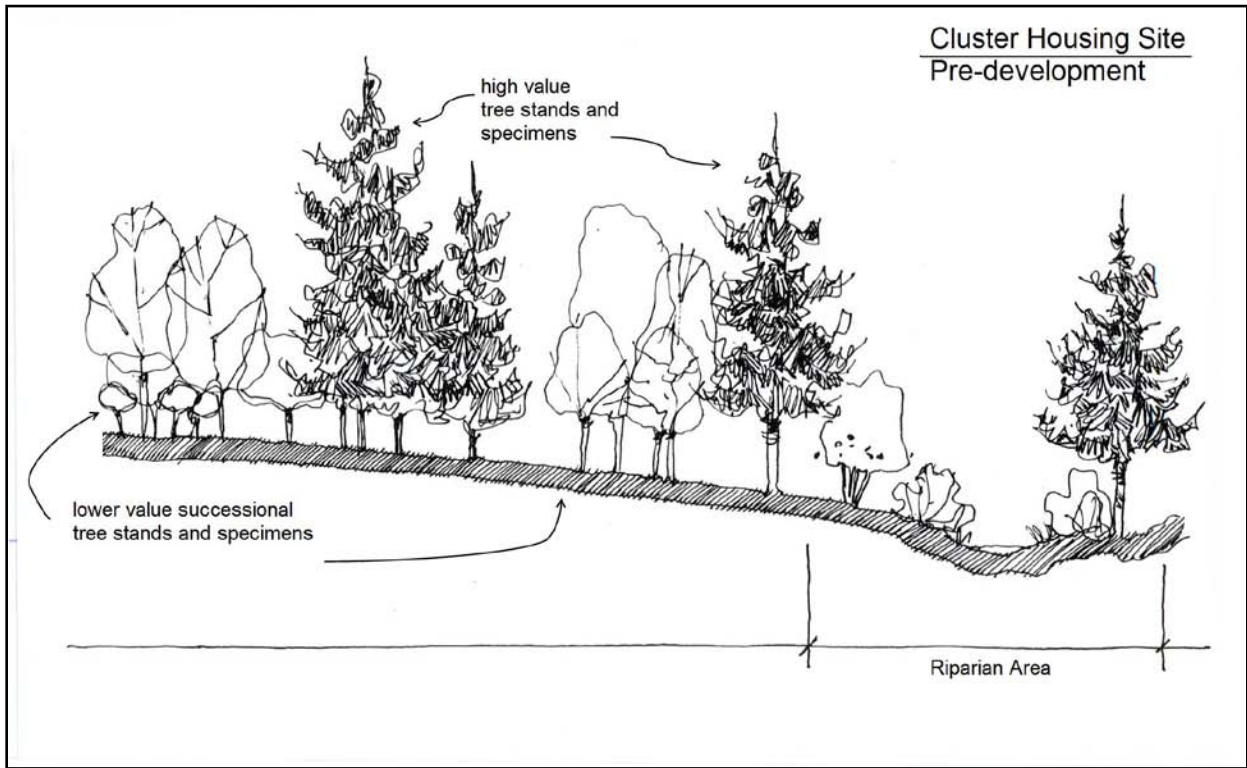 Cluster Housing Site
Pre-development
high value
tree stands and
specimens
lower value successional
tree stands and specimens
Riparian Area